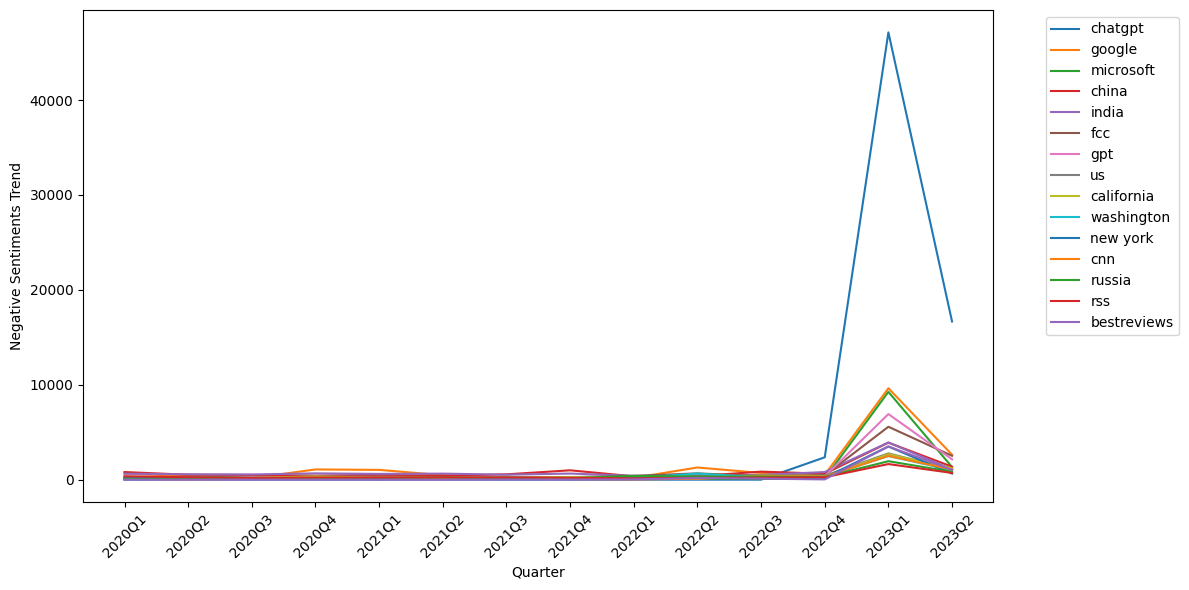 Negative Sentiments Trend
40000
30000
20000
10000
0
2020Q1
2020Q2
2020Q3
2020Q4
2021Q1
2021Q2
2021Q3
2021Q4
2022Q1
2022Q2
2022Q3
2022Q4
2023Q1
2023Q2
Quarter
chatgpt
google
microsoft
china
india
fcc
gpt
us
california
washington
new york
cnn
russia
rss
bestreviews